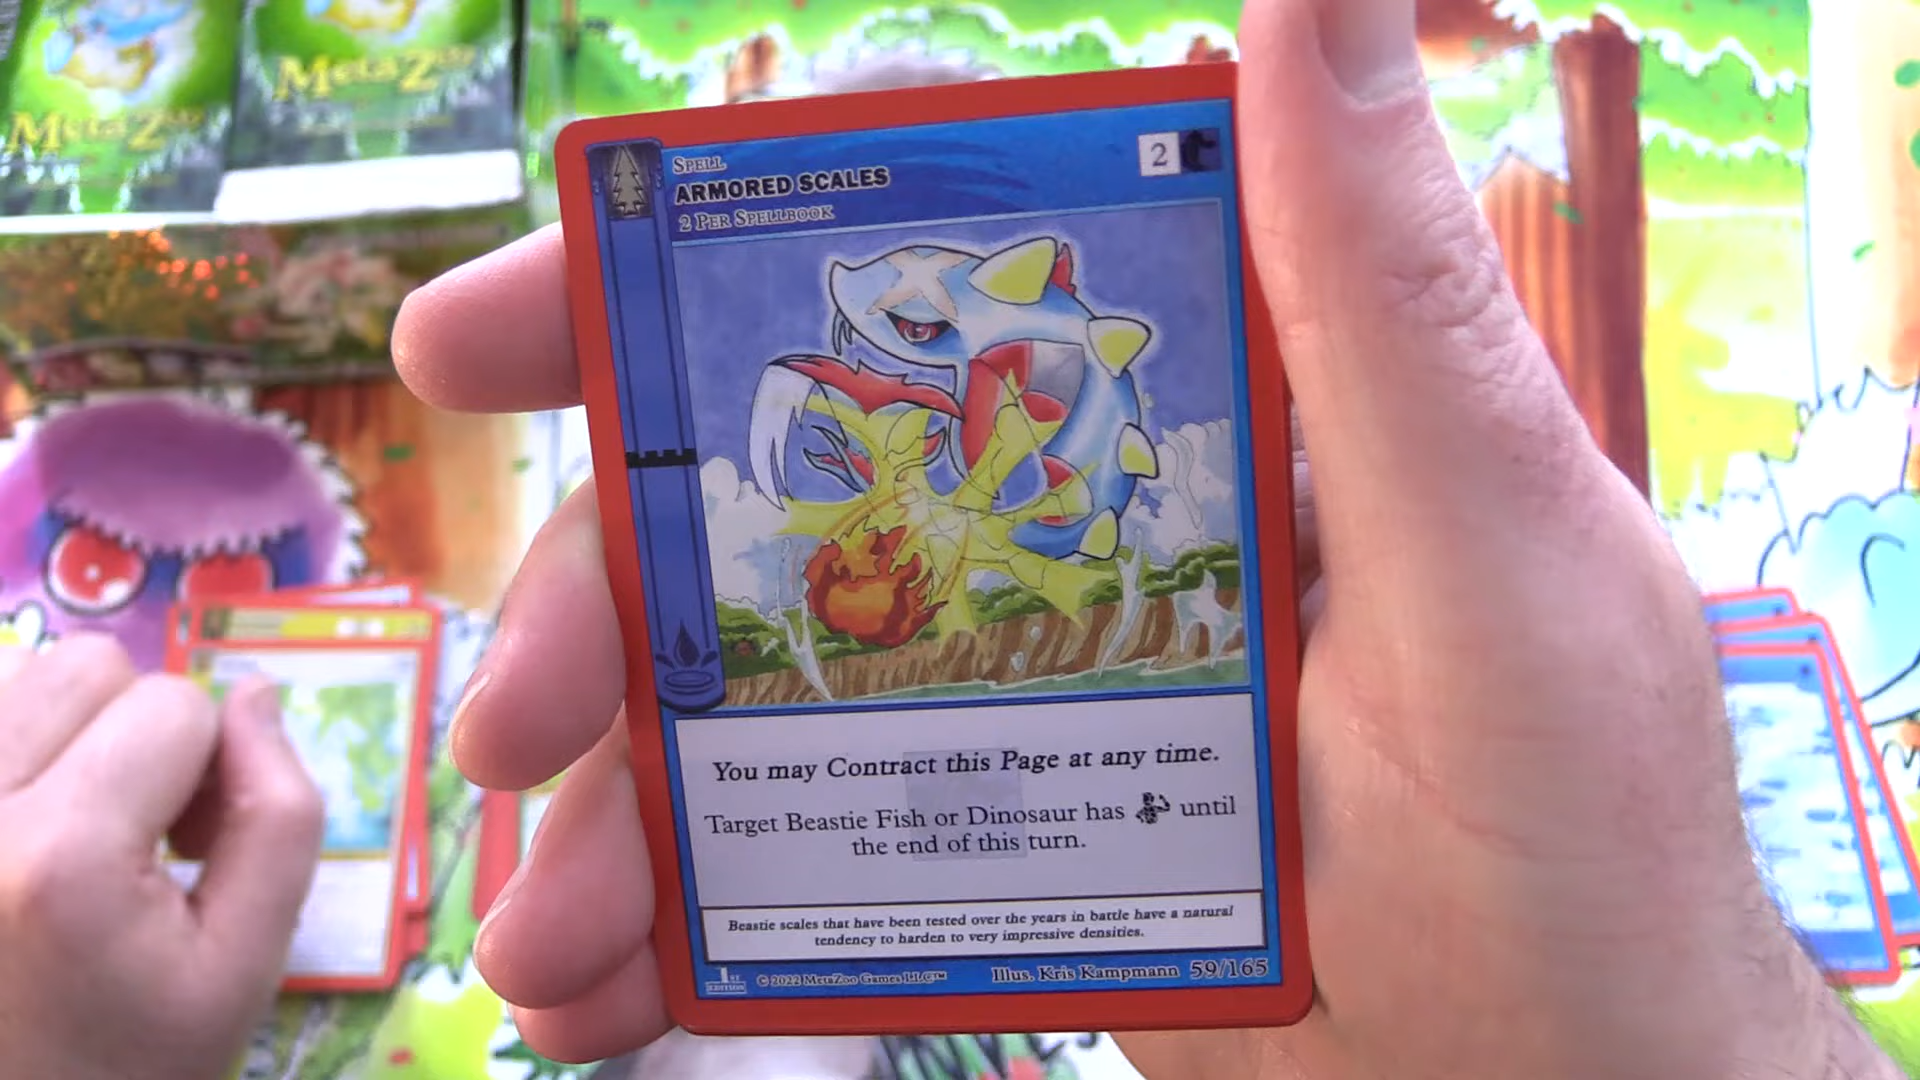 MetaZoo
MetaZoo
SPELL
ARMORED SCALES
2 PER SPELLBOOK
2
You may Contract this Page at any time.
Target Beastie Fish or Dinosaur has until
the end of this turn.
Beastie scales that have been tested over the years in battle have a natural
tendency to harden to very impressive densities.
1ST EDITION
© 2022 MetaZoo Games LLC™
Illus. Kris Kampmann 59/165